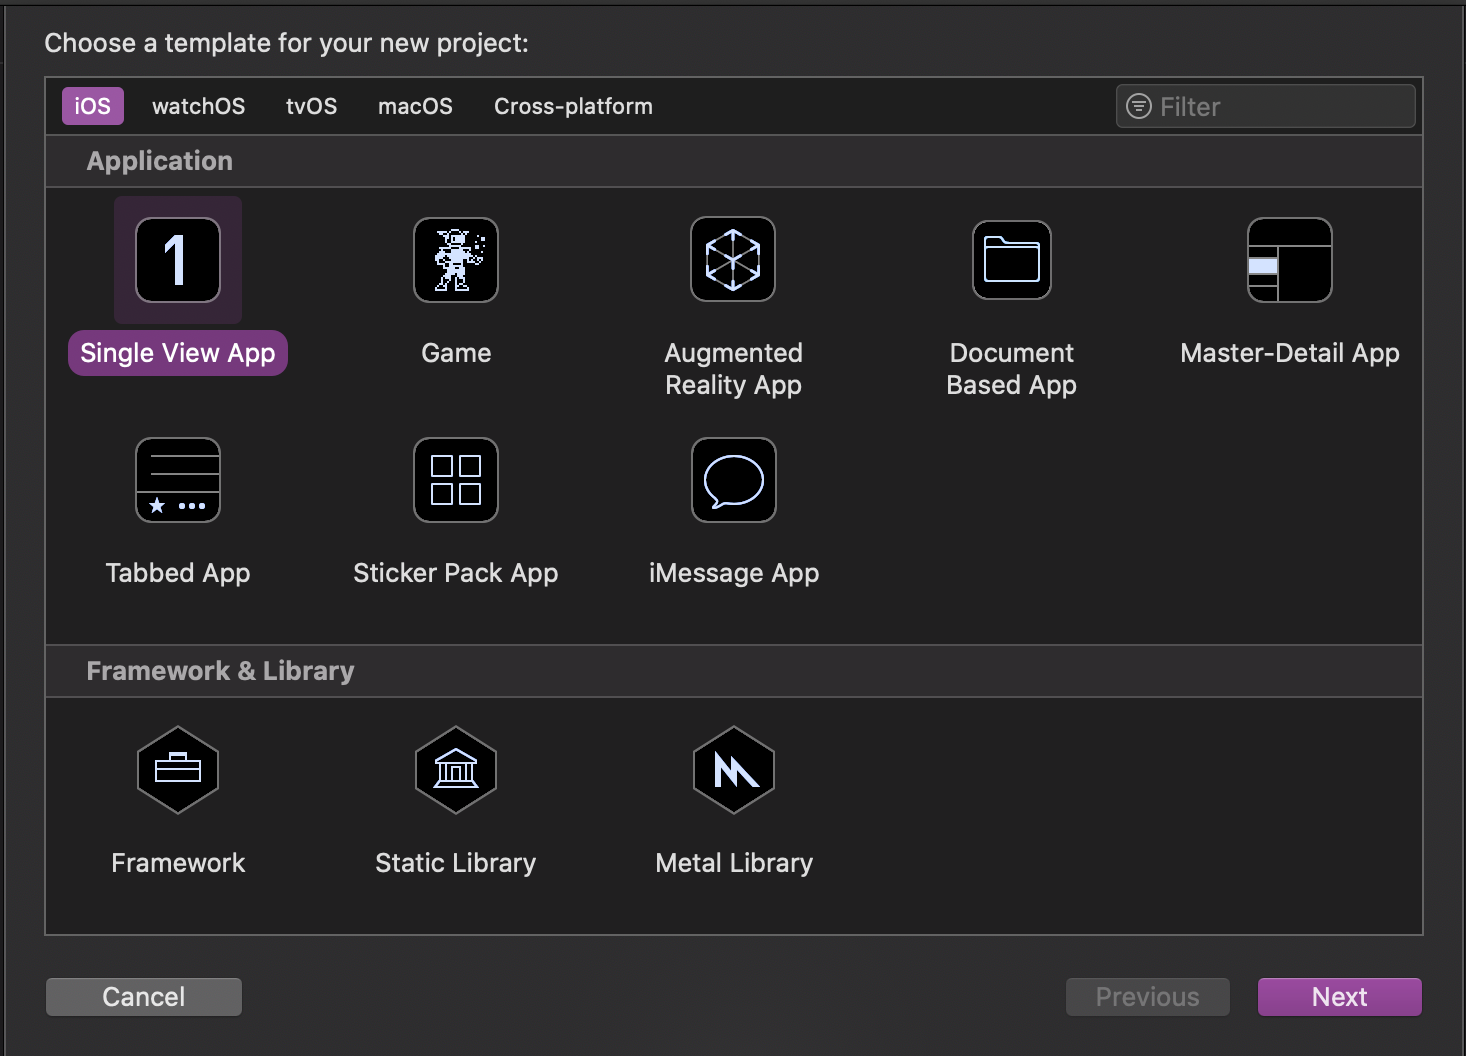 Choose a template for your new project:
iOS watchOS tvOS macOS Cross-platform Filter
Application
1
Single View App Game Augmented Document Master-Detail App
Reality App Based App
Tabbed App Sticker Pack App iMessage App
Framework & Library
Framework Static Library Metal Library
Cancel Previous Next